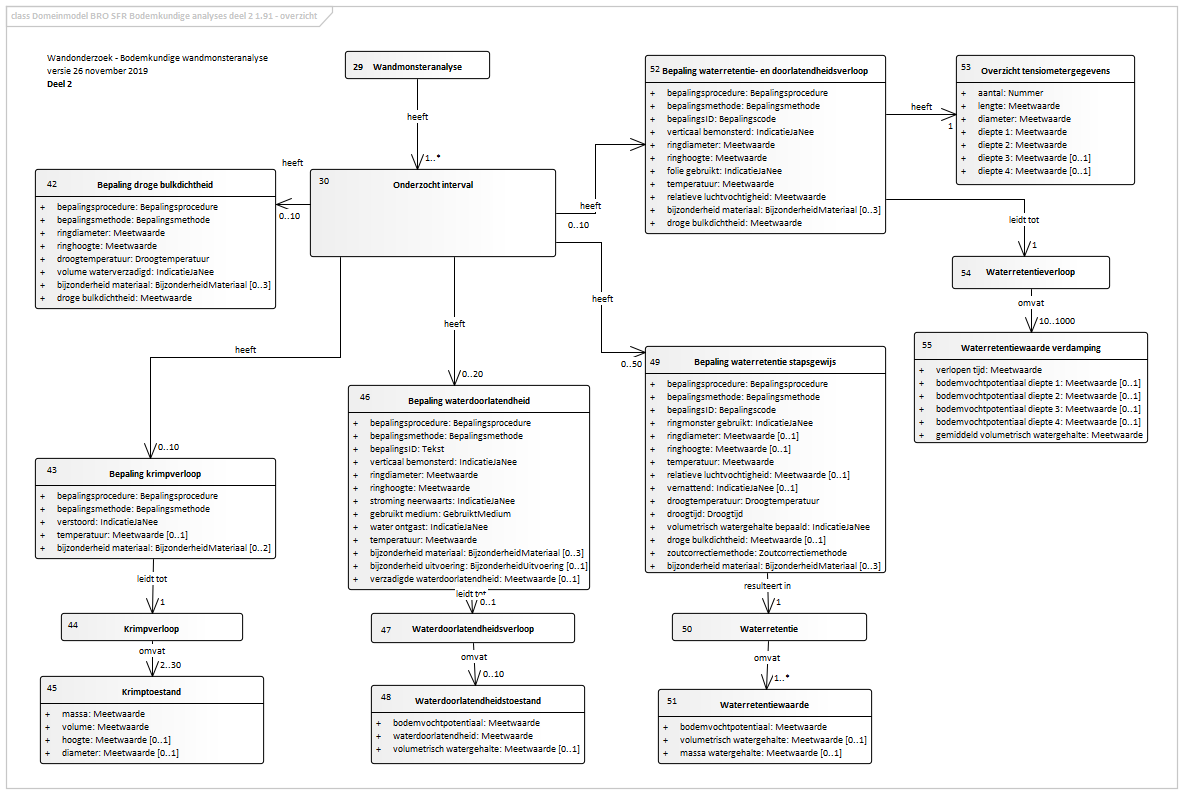 class Domeinmodel BRO SFR Bodemkundige analyses deel 2 1.91 - overzicht
Wandonderzoek - Bodemkundige wandmonsteranalyse
versie 26 november 2019
Deel 2
29 Wandmonsteranalyse
heeft
1..*
30 Onderzocht interval
heeft
0..10
42 Bepaling droge bulkdichtheid
+ bepalingsprocedure: Bepalingsprocedure
+ bepalingsmethode: Bepalingsmethode
+ ringdiameter: Meetwaarde
+ ringhoogte: Meetwaarde
+ droogtemperatuur: Droogtemperatuur
+ volume waterverzadigd: IndicatieJaNee
+ bijzonderheid materiaal: BijzonderheidMateriaal [0..3]
+ droge bulkdichtheid: Meetwaarde
heeft
0..10
52 Bepaling waterretentie- en doorlatendheidsverloop
+ bepalingsprocedure: Bepalingsprocedure
+ bepalingsmethode: Bepalingsmethode
+ bepalingsID: Bepalingscode
+ verticaal bemonsterd: IndicatieJaNee
+ ringdiameter: Meetwaarde
+ ringhoogte: Meetwaarde
+ folie gebruikt: IndicatieJaNee
+ temperatuur: Meetwaarde
+ relatieve luchtvochtigheid: Meetwaarde
+ bijzonderheid materiaal: BijzonderheidMateriaal [0..3]
+ droge bulkdichtheid: Meetwaarde
heeft
1
53 Overzicht tensiometergegevens
+ aantal: Nummer
+ lengte: Meetwaarde
+ diameter: Meetwaarde
+ diepte 1: Meetwaarde
+ diepte 2: Meetwaarde
+ diepte 3: Meetwaarde [0..1]
+ diepte 4: Meetwaarde [0..1]
leidt tot
1
54 Waterretentieverloop
omvat
10..1000
55 Waterretentiewaarde verdamping
+ verlopen tijd: Meetwaarde
+ bodemvochtpotentiaal diepte 1: Meetwaarde [0..1]
+ bodemvochtpotentiaal diepte 2: Meetwaarde [0..1]
+ bodemvochtpotentiaal diepte 3: Meetwaarde [0..1]
+ bodemvochtpotentiaal diepte 4: Meetwaarde [0..1]
+ gemiddeld volumetrisch watergehalte: Meetwaarde
heeft
0..10
43 Bepaling krimpverloop
+ bepalingsprocedure: Bepalingsprocedure
+ bepalingsmethode: Bepalingsmethode
+ verstoord: IndicatieJaNee
+ temperatuur: Meetwaarde [0..1]
+ bijzonderheid materiaal: BijzonderheidMateriaal [0..2]
leidt tot
1
44 Krimpverloop
omvat
2..30
45 Krimptoestand
+ massa: Meetwaarde
+ volume: Meetwaarde
+ hoogte: Meetwaarde [0..1]
+ diameter: Meetwaarde [0..1]
heeft
0..20
46 Bepaling waterdoorlatendheid
+ bepalingsprocedure: Bepalingsprocedure
+ bepalingsmethode: Bepalingsmethode
+ bepalingsID: Tekst
+ verticaal bemonsterd: IndicatieJaNee
+ ringdiameter: Meetwaarde
+ ringhoogte: Meetwaarde
+ stroming neerwaarts: IndicatieJaNee
+ gebruikt medium: GebruiktMedium
+ water ontgast: IndicatieJaNee
+ temperatuur: Meetwaarde
+ bijzonderheid materiaal: BijzonderheidMateriaal [0..3]
+ bijzonderheid uitvoering: BijzonderheidUitvoering [0..1]
+ verzadigde waterdoorlatendheid: Meetwaarde [0..1]
leidt tot
0..1
47 Waterdoorlatendheidsverloop
omvat
0..10
48 Waterdoorlatendheidstoestand
+ bodemvochtpotentiaal: Meetwaarde
+ waterdoorlatendheid: Meetwaarde
+ volumetrisch watergehalte: Meetwaarde [0..1]
heeft
0..50
49 Bepaling waterretentie stapsgewijs
+ bepalingsprocedure: Bepalingsprocedure
+ bepalingsmethode: Bepalingsmethode
+ bepalingsID: Bepalingscode
+ ringmonster gebruikt: IndicatieJaNee
+ ringdiameter: Meetwaarde [0..1]
+ ringhoogte: Meetwaarde [0..1]
+ temperatuur: Meetwaarde
+ relatieve luchtvochtigheid: Meetwaarde [0..1]
+ vernattend: IndicatieJaNee [0..1]
+ droogtemperatuur: Droogtemperatuur
+ droogtijd: Droogtijd
+ volumetrisch watergehalte bepaald: IndicatieJaNee
+ droge bulkdichtheid: Meetwaarde [0..1]
+ zoutcorrectiemethode: Zoutcorrectiemethode
+ bijzonderheid materiaal: BijzonderheidMateriaal [0..3]
resulteert in
1
50 Waterretentie
omvat
1..*
51 Waterretentiewaarde
+ bodemvochtpotentiaal: Meetwaarde
+ volumetrisch watergehalte: Meetwaarde [0..1]
+ massa watergehalte: Meetwaarde [0..1]